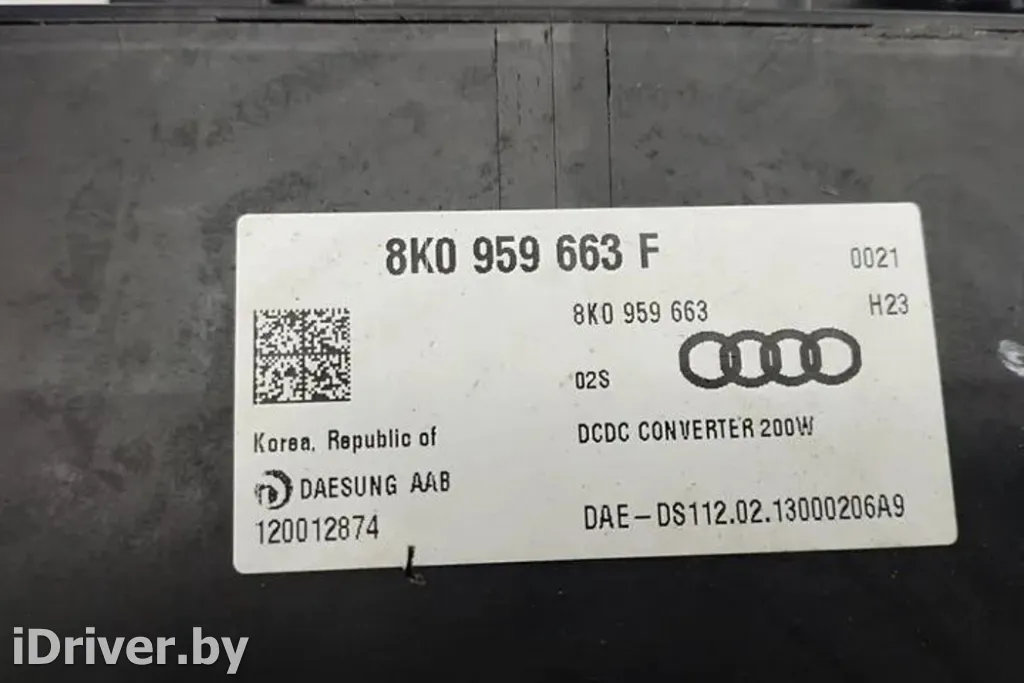 8K0 959 663 F
0021
8K0 959 663
H23
02S
Korea, Republic of
DCDC CONVERTER 200W
DAESUNG AAB
120012874
DAE-DS112.02.13000206A9
iDriver.by